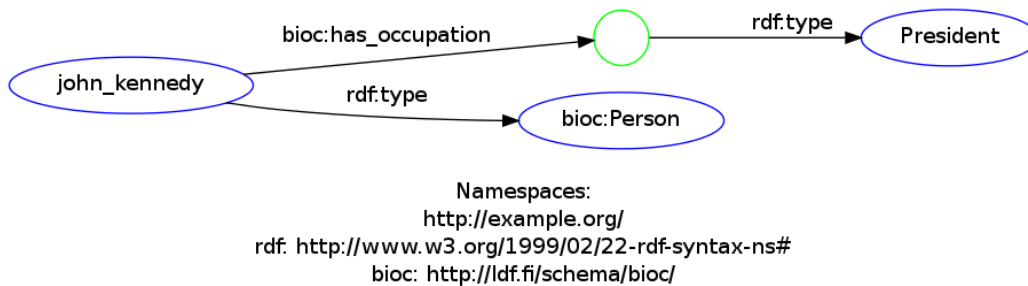 bioc:has_occupation
rdf:type
President
john_kennedy
rdf:type
bioc:Person
Namespaces:
http://example.org/
rdf: http://www.w3.org/1999/02/22-rdf-syntax-ns#
bioc: http://ldf.fi/schema/bioc/